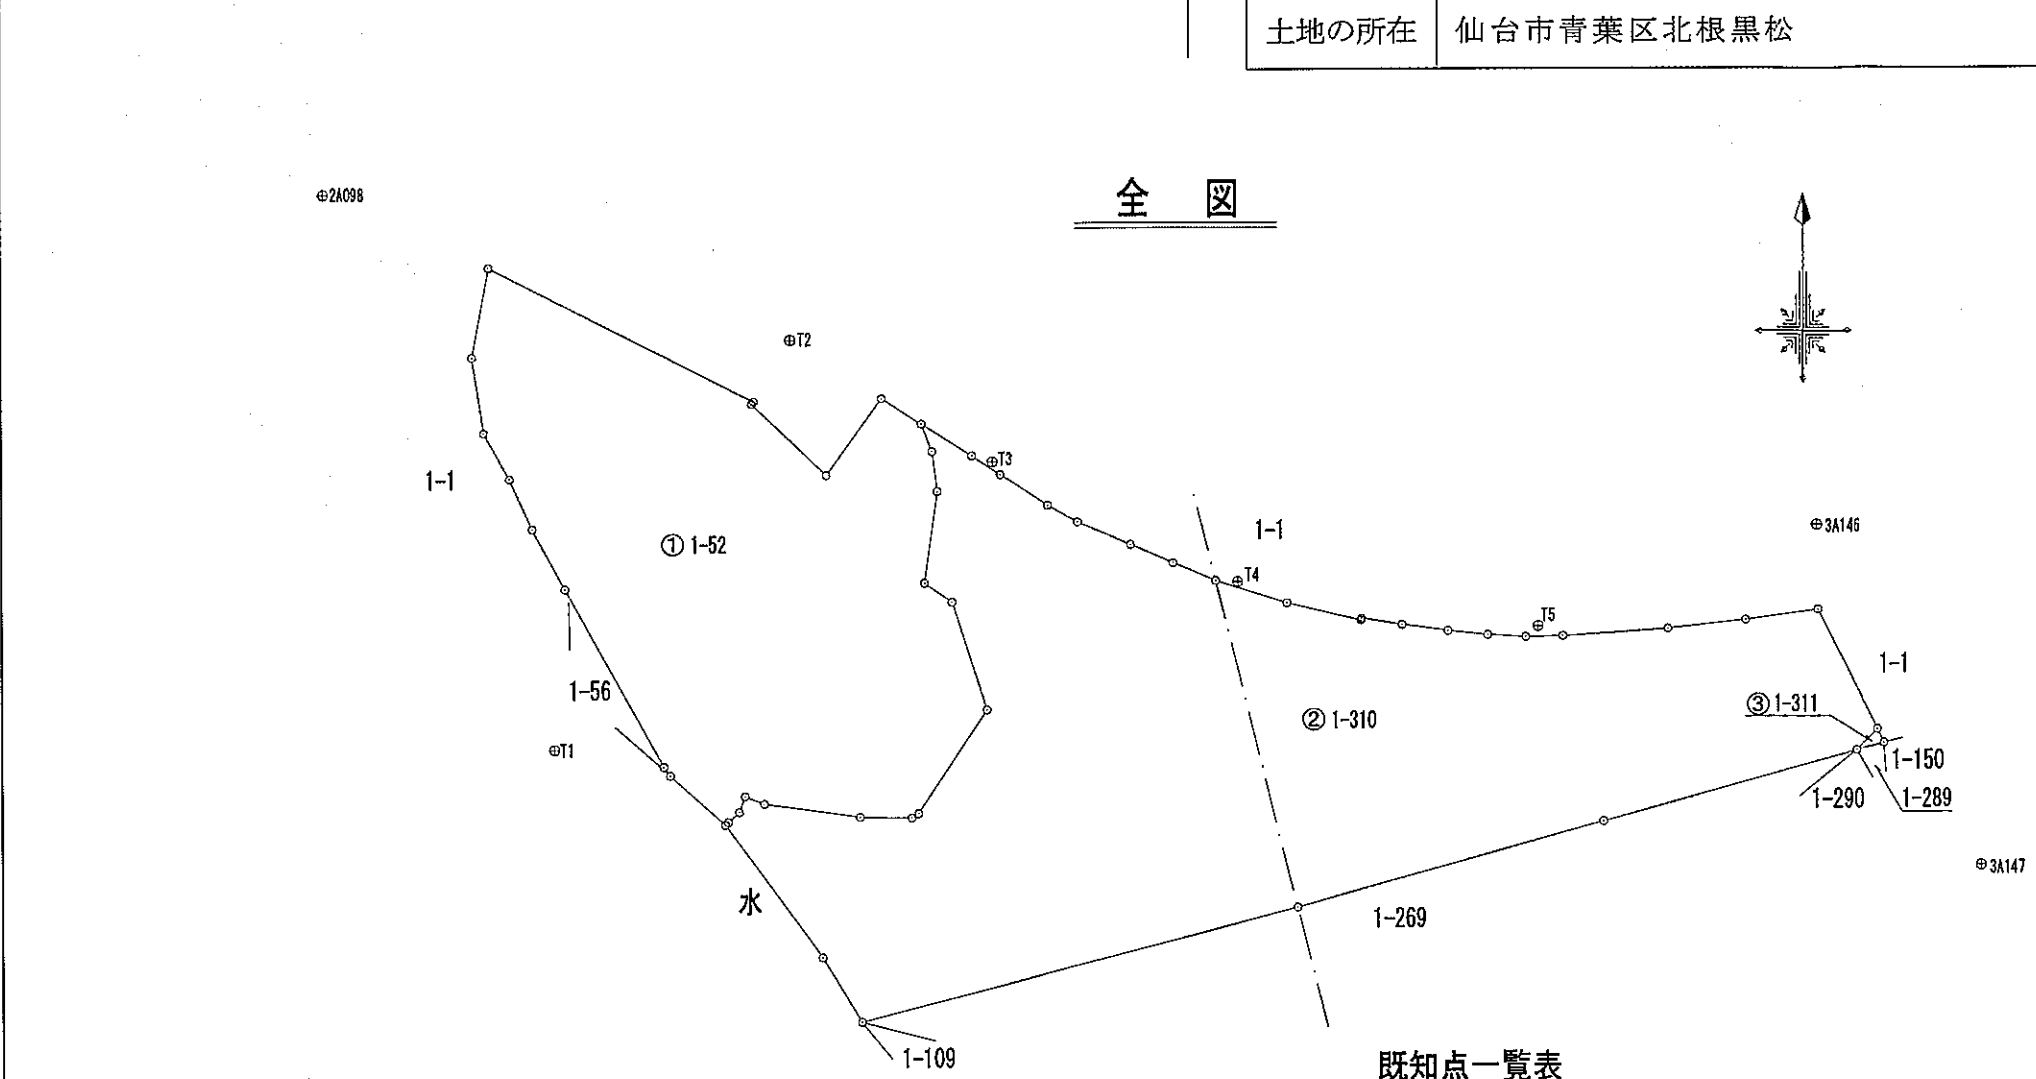 土地の所在 仙台市青葉区北根黒松
全 図
2A098
T2
T3
1-1
① 1-52
1-1
3A146
T4
T5
1-1
1-56
③ 1-311
② 1-310
T1
1-150
1-290
1-289
3A147
水
1-269
1-109
既知点一覧表